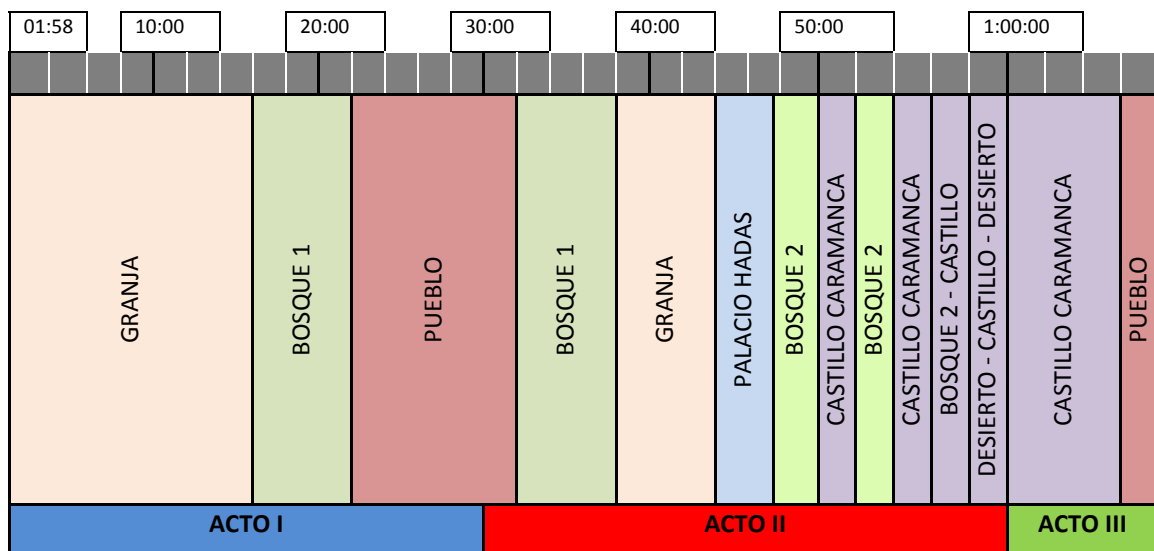 01:58
10:00
20:00
30:00
40:00
50:00
1:00:00
GRANJA
BOSQUE 1
PUEBLO
BOSQUE 1
GRANJA
PALACIO HADAS
BOSQUE 2
CASTILLO CARAMANCA
BOSQUE 2
CASTILLO CARAMANCA
BOSQUE 2 - CASTILLO
DESIERTO - CASTILLO - DESIERTO
CASTILLO CARAMANCA
PUEBLO
ACTO I
ACTO II
ACTO III